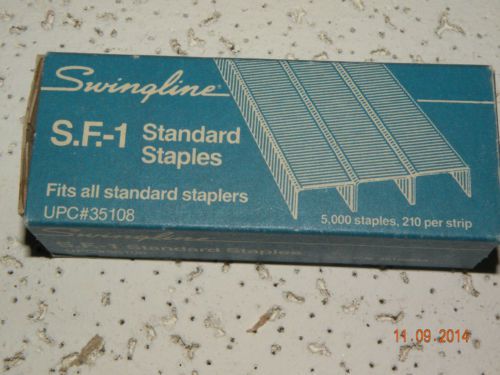 Swingline®
S.F.-1 Standard
Staples
Fits all standard staplers
UPC#35108
5,000 staples, 210 per strip
Swingline
S.F.-1 Standard Staples
11.09.2014